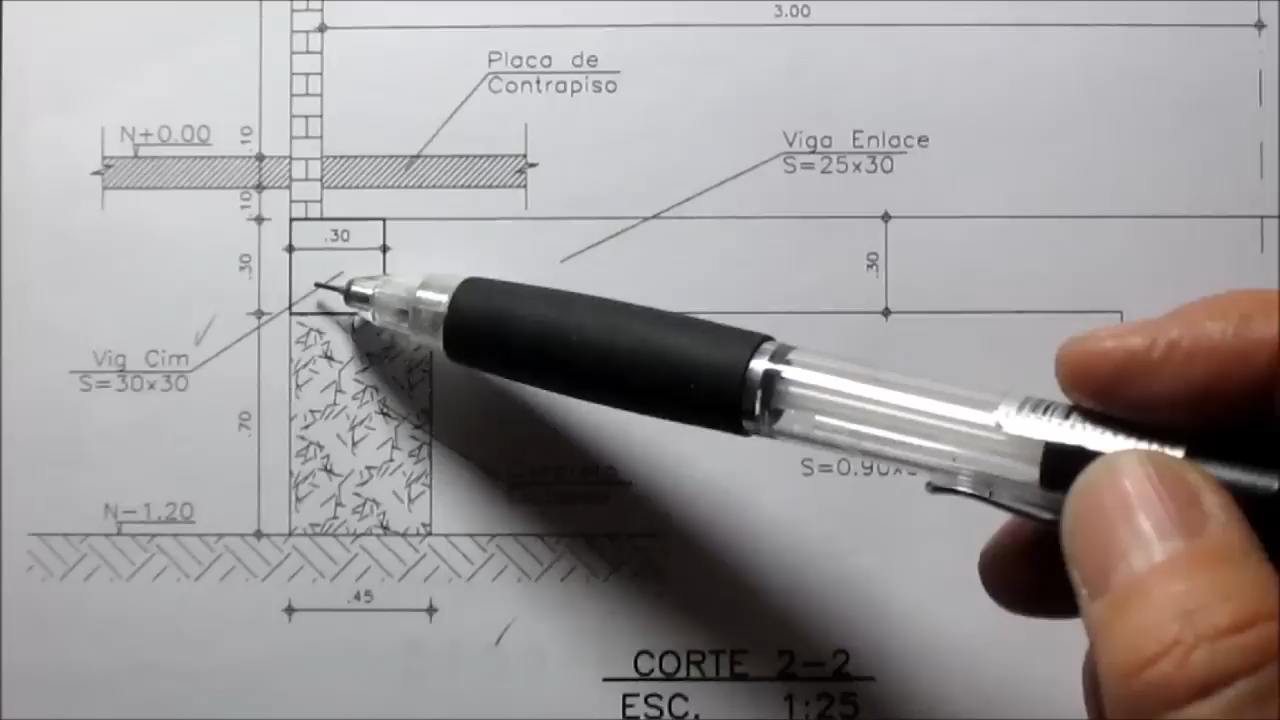 3.00
Placa de
Contrapiso
N+0.00
.10
Viga Enlace
S=25x30
.10
.30
.30
.30
Vig Cim
S=30x30
.70
N-1.20
.45
CORTE 2-2
ESC. 1:25